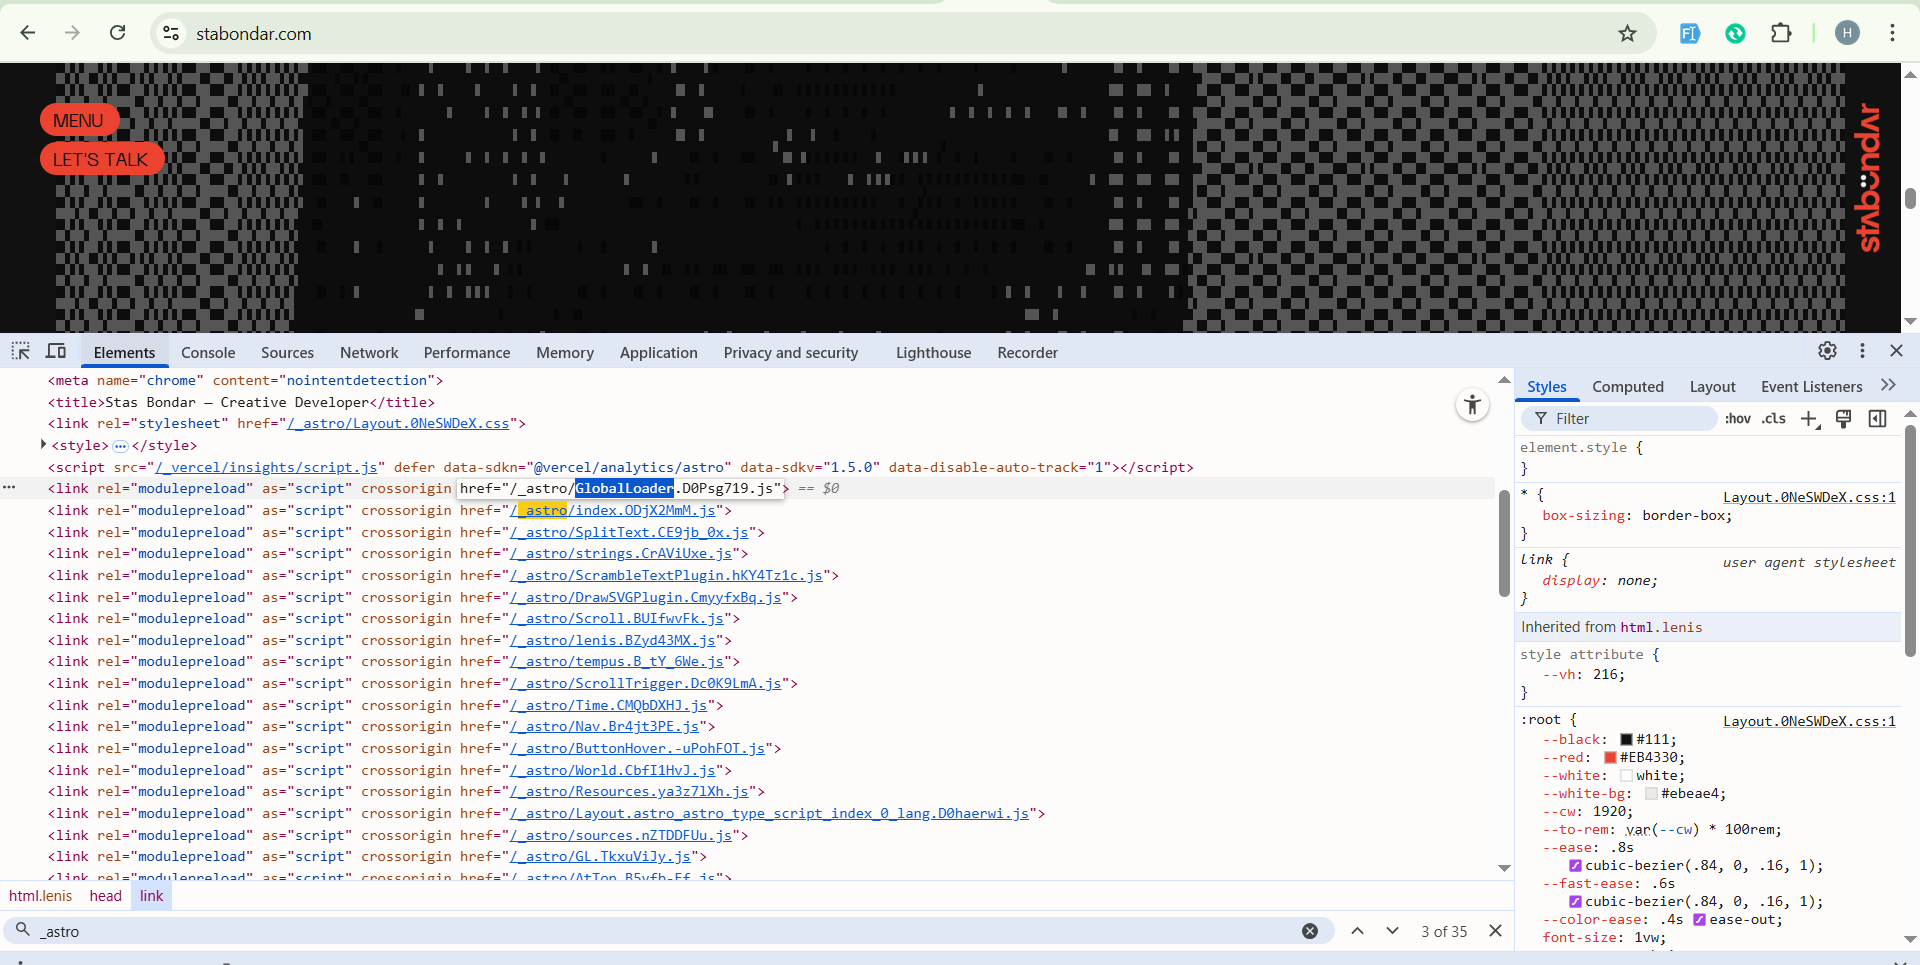 stabondar.com
H
MENU
LET'S TALK
stabondar
Elements Console Sources Network Performance Memory Application Privacy and security Lighthouse Recorder
<meta name="chrome" content="nointentdetection">
<title>Stas Bondar — Creative Developer</title>
<link rel="stylesheet" href="/_astro/Layout.0NeSWDeX.css">
<style>…</style>
<script src="/_vercel/insights/script.js" defer data-sdkn="@vercel/analytics/astro" data-sdkv="1.5.0" data-disable-auto-track="1"></script>
<link rel="modulepreload" as="script" crossorigin href="/_astro/GlobalLoader.D0Psg719.js"> == $0
<link rel="modulepreload" as="script" crossorigin href="/_astro/index.ODjX2MmM.js">
<link rel="modulepreload" as="script" crossorigin href="/_astro/SplitText.CE9jb_0x.js">
<link rel="modulepreload" as="script" crossorigin href="/_astro/strings.CrAViUxe.js">
<link rel="modulepreload" as="script" crossorigin href="/_astro/ScrambleTextPlugin.hKY4Tz1c.js">
<link rel="modulepreload" as="script" crossorigin href="/_astro/DrawSVGPlugin.CmyyfxBq.js">
<link rel="modulepreload" as="script" crossorigin href="/_astro/Scroll.BUIfwvFk.js">
<link rel="modulepreload" as="script" crossorigin href="/_astro/lenis.BZyd43MX.js">
<link rel="modulepreload" as="script" crossorigin href="/_astro/tempus.B_tY_6We.js">
<link rel="modulepreload" as="script" crossorigin href="/_astro/ScrollTrigger.Dc0K9LmA.js">
<link rel="modulepreload" as="script" crossorigin href="/_astro/Time.CMQbDXHJ.js">
<link rel="modulepreload" as="script" crossorigin href="/_astro/Nav.Br4jt3PE.js">
<link rel="modulepreload" as="script" crossorigin href="/_astro/ButtonHover.-uPohFOT.js">
<link rel="modulepreload" as="script" crossorigin href="/_astro/World.CbfI1HvJ.js">
<link rel="modulepreload" as="script" crossorigin href="/_astro/Resources.ya3z7lXh.js">
<link rel="modulepreload" as="script" crossorigin href="/_astro/Layout.astro_astro_type_script_index_0_lang.D0haerwi.js">
<link rel="modulepreload" as="script" crossorigin href="/_astro/sources.nZTDDFUu.js">
<link rel="modulepreload" as="script" crossorigin href="/_astro/GL.TkxuViJy.js">
<link rel="modulepreload" as="script" crossorigin href="/_astro/
html.lenis head link
_astro
3 of 35
Styles Computed Layout Event Listeners
Filter :hov .cls
element.style {
}
* { Layout.0NeSWDeX.css:1
box-sizing: border-box;
}
link { user agent stylesheet
display: none;
}
Inherited from html.lenis
style attribute {
--vh: 216;
}
:root { Layout.0NeSWDeX.css:1
--black: #111;
--red: #EB4330;
--white: white;
--white-bg: #ebeae4;
--cw: 1920;
--to-rem: var(--cw) * 100rem;
--ease: .8s
cubic-bezier(.84, 0, .16, 1);
--fast-ease: .6s
cubic-bezier(.84, 0, .16, 1);
--color-ease: .4s ease-out;
font-size: 1vw;